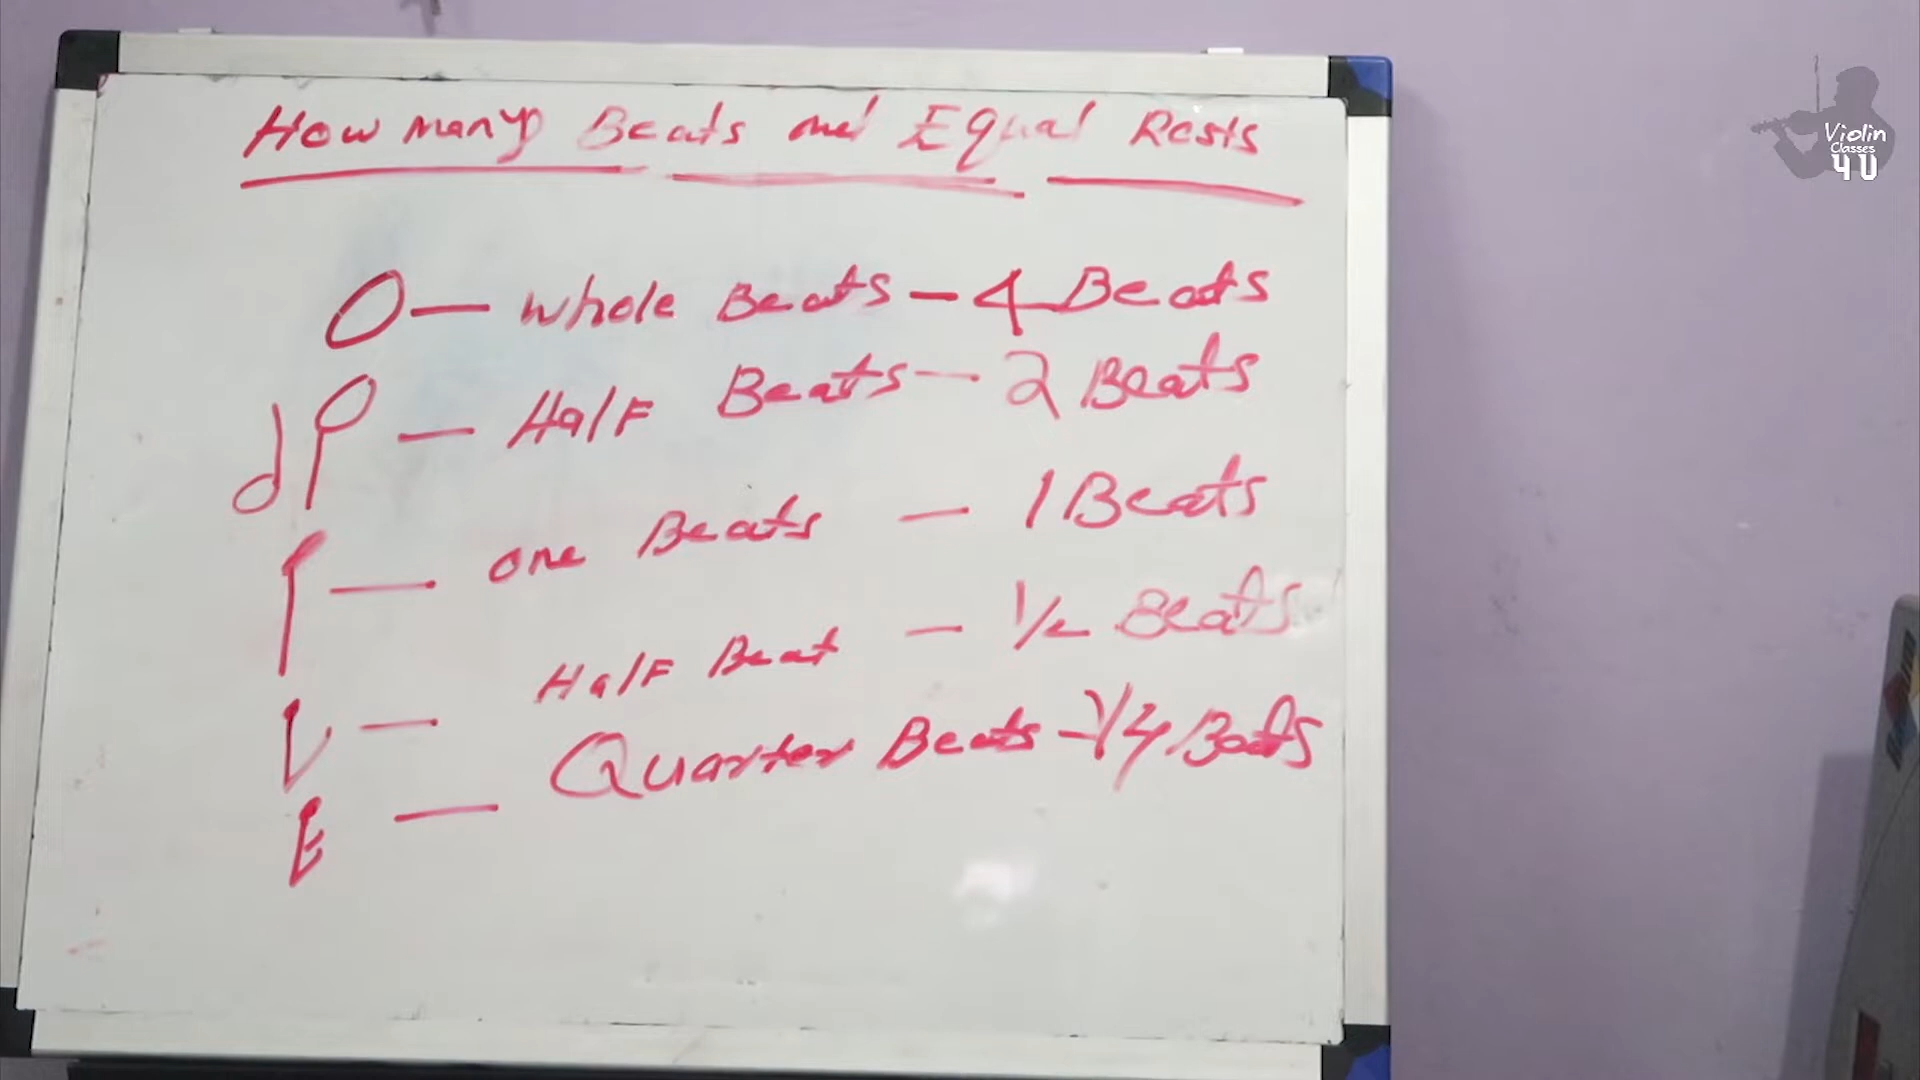 How many Beats and Equal Rests
O — whole Beats — 4 Beats
Half Beats — 2 Beats
— one Beats — 1 Beats
— Half Beat — 1/2 Beats
— Quarter Beats - 1/4 Beats
Violin
Classes
4U